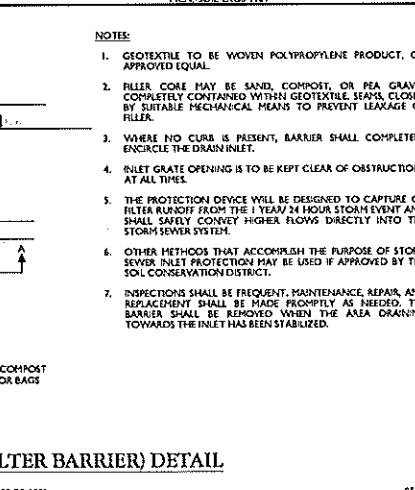 NOTES:
1. GEOTEXTILE TO BE WOVEN POLYPROPYLENE PRODUCT,
APPROVED EQUAL.
2. FILLER CORE MAY BE SAND, COMPOST, OR PEA GRAV
COMPLETELY CONTAINED WITHIN GEOTEXTILE. SEAMS, CLOSE
BY SUITABLE MECHANICAL MEANS TO PREVENT LEAKAGE
FILLER.
3. WHERE NO CURB IS PRESENT, BARRIER SHALL COMPLETE
ENCIRCLE THE DRAIN INLET.
4. INLET GRATE OPENING IS TO BE KEPT CLEAR OF OBSTRUCTION
AT ALL TIMES.
5. THE PROTECTION DEVICE WILL BE DESIGNED TO CAPTURE
FILTER RUNOFF FROM THE 1 YEAR/ 24 HOUR STORM EVENT AN
SHALL SAFELY CONVEY HIGHER FLOWS DIRECTLY INTO T
STORM SEWER SYSTEM.
A
6. OTHER METHODS THAT ACCOMPLISH THE PURPOSE OF STO
SEWER INLET PROTECTION MAY BE USED IF APPROVED BY T
SOIL CONSERVATION DISTRICT.
7. INSPECTIONS SHALL BE FREQUENT. MAINTENANCE, REPAIR, AN
REPLACEMENT SHALL BE MADE PROMPTLY AS NEEDED. T
BARRIER SHALL BE REMOVED WHEN THE AREA DRAININ
TOWARDS THE INLET HAS BEEN STABILIZED.
COMPOST
OR BAGS
LTER BARRIER) DETAIL